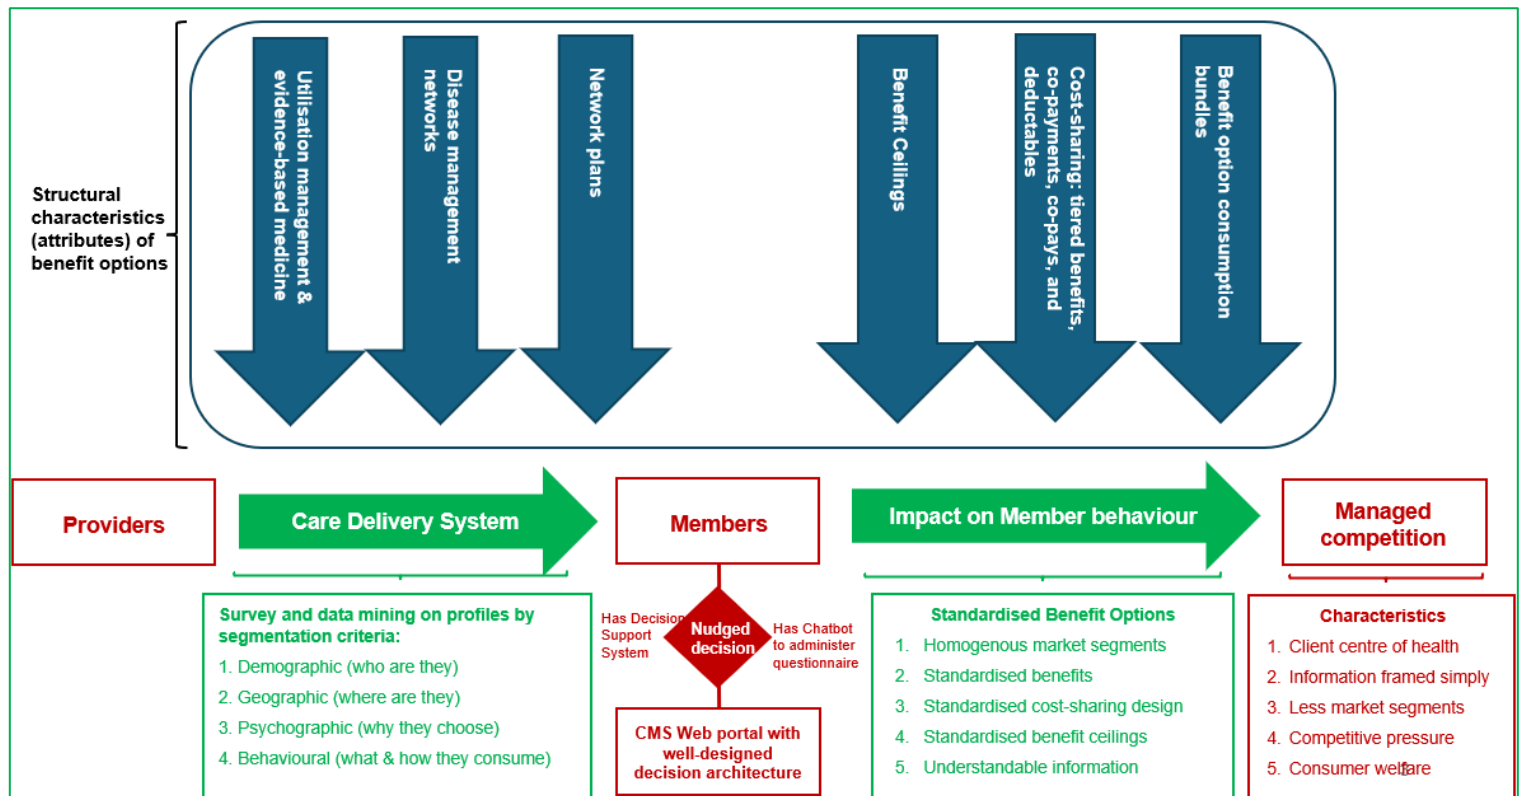 Structural
characteristics
(attributes) of
benefit options
Utilisation management &
evidence-based medicine
Disease management
networks
Network plans
Benefit Ceilings
Cost-sharing: tiered benefits,
co-payments, co-pays, and
deductables
Benefit option consumption
bundles
Providers
Care Delivery System
Members
Impact on Member behaviour
Managed
competition
Survey and data mining on profiles by
segmentation criteria:
1. Demographic (who are they)
2. Geographic (where are they)
3. Psychographic (why they choose)
4. Behavioural (what & how they consume)
Has Decision
Support
System
Nudged
decision
Has Chatbot
to administer
questionnaire
CMS Web portal with
well-designed
decision architecture
Standardised Benefit Options
1. Homogenous market segments
2. Standardised benefits
3. Standardised cost-sharing design
4. Standardised benefit ceilings
5. Understandable information
Characteristics
1. Client centre of health
2. Information framed simply
3. Less market segments
4. Competitive pressure
5. Consumer welfare